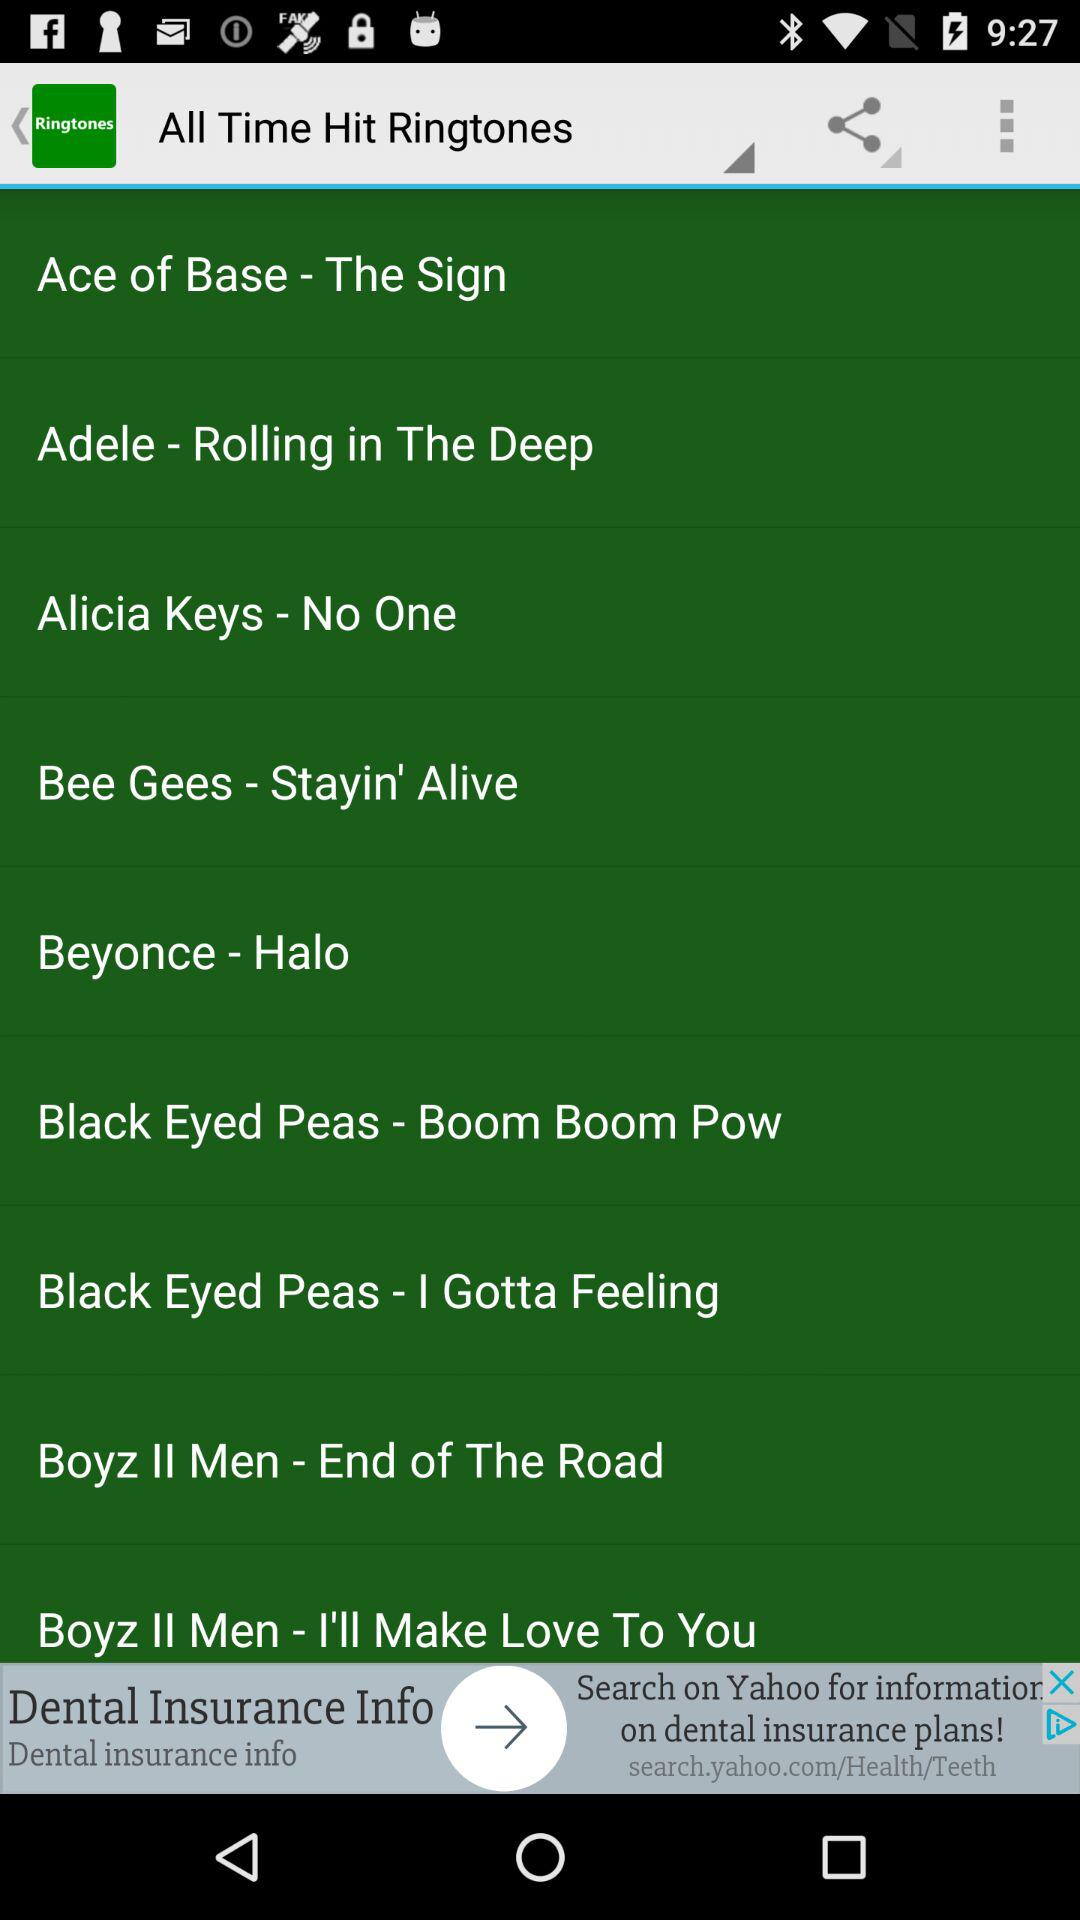 FAKE
9:27
Ringtones
All Time Hit Ringtones
Ace of Base - The Sign
Adele - Rolling in The Deep
Alicia Keys - No One
Bee Gees - Stayin' Alive
Beyonce - Halo
Black Eyed Peas - Boom Boom Pow
Black Eyed Peas - I Gotta Feeling
Boyz II Men - End of The Road
Boyz II Men - I'll Make Love To You
Dental Insurance Info
Dental insurance info
Search on Yahoo for information
on dental insurance plans!
search.yahoo.com/Health/Teeth